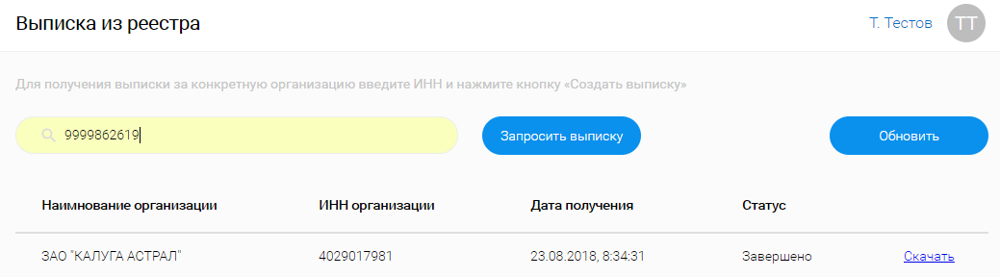 Выписка из реестра
Т. Тестов ТТ
Для получения выписки за конкретную организацию введите ИНН и нажмите кнопку «Создать выписку»
9999862619 Запросить выписку Обновить
Наимнование организации ИНН организации Дата получения Статус
ЗАО "КАЛУГА АСТРАЛ" 4029017981 23.08.2018, 8:34:31 Завершено Скачать